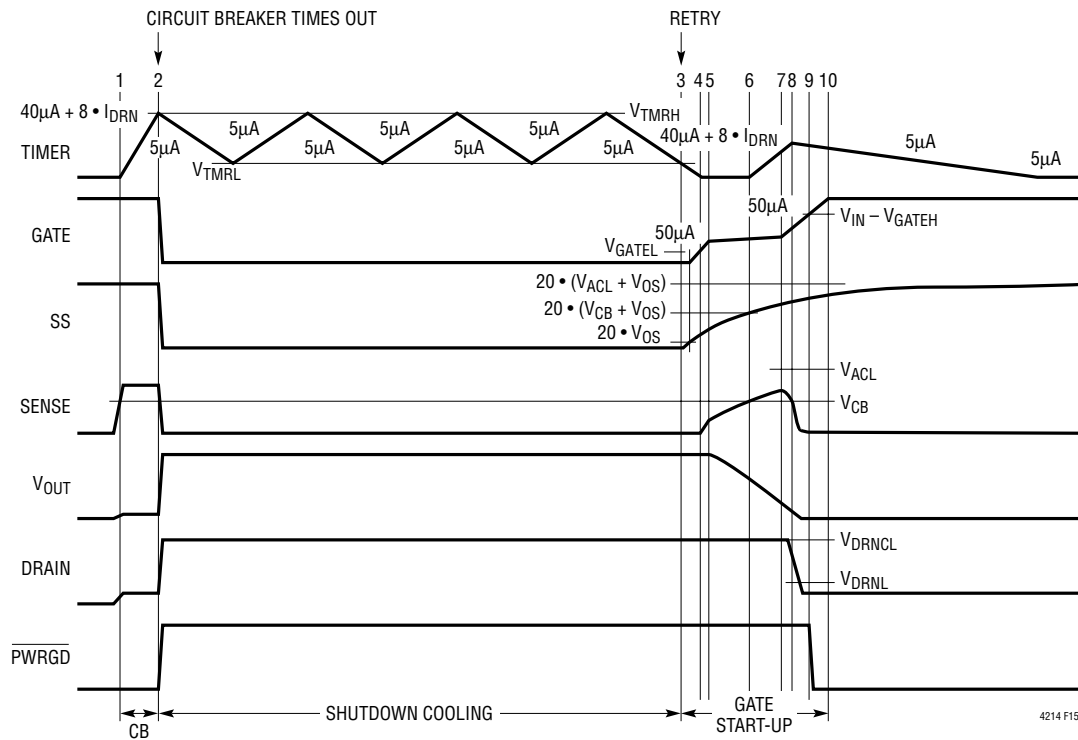 CIRCUIT BREAKER TIMES OUT
RETRY
1
2
3
4
5
6
7
8
9
10
40µA + 8 • IDRN
VTMRH
5µA
5µA
5µA
5µA
5µA
5µA
5µA
VTMRL
40µA + 8 • IDRN
5µA
5µA
TIMER
50µA
VIN – VGATEH
GATE
50µA
VGATEL
20 • (VACL + VOS)
20 • (VCB + VOS)
20 • VOS
SS
VACL
VCB
SENSE
VOUT
VDRNCL
DRAIN
VDRNL
PWRGD
CB
SHUTDOWN COOLING
GATE
START-UP
4214 F15